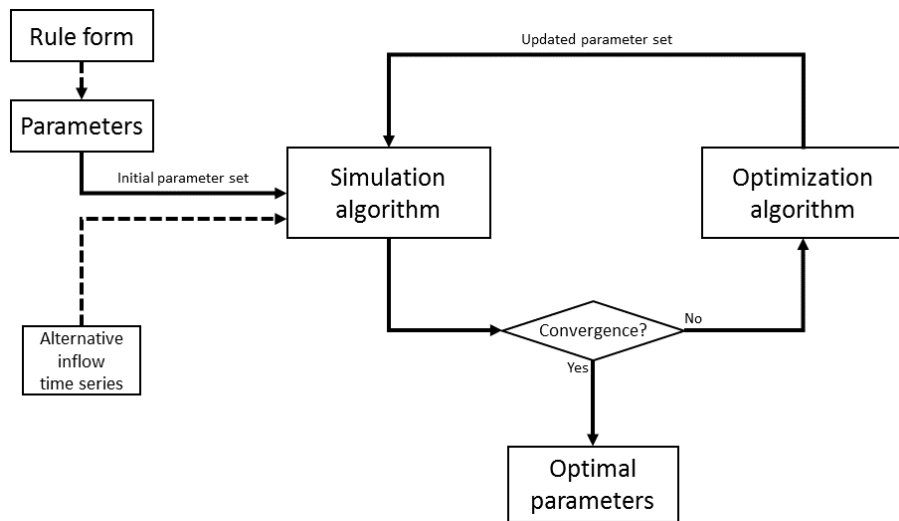 Rule form
Updated parameter set
Parameters
Initial parameter set
Simulation
algorithm
Optimization
algorithm
Alternative
inflow
time series
Convergence?
No
Yes
Optimal
parameters